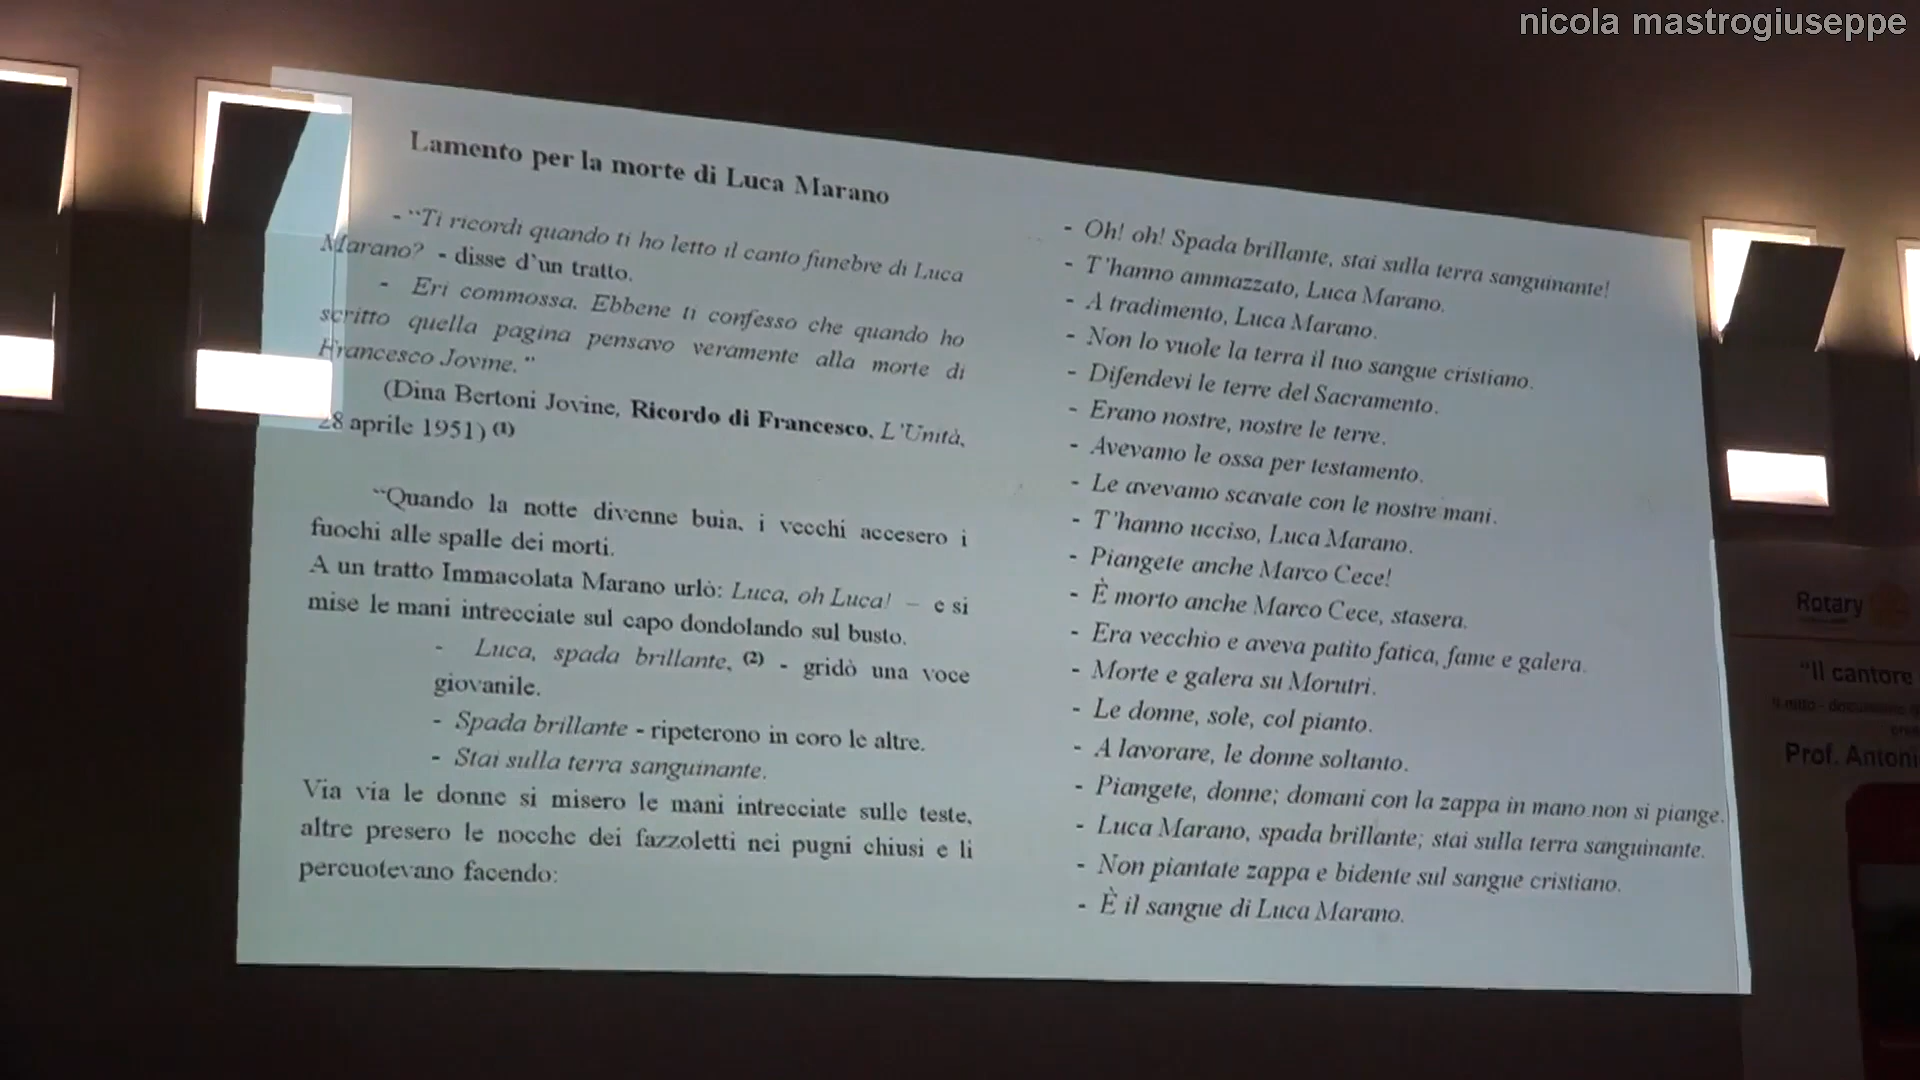 nicola mastrogiuseppe
Lamento per la morte di Luca Marano
- “Ti ricordi quando ti ho letto il canto funebre di Luca
Marano? - disse d’un tratto.
- Eri commossa. Ebbene ti confesso che quando ho
scritto quella pagina pensavo veramente alla morte di
Francesco Jovine.”
(Dina Bertoni Jovine, Ricordo di Francesco, L’Unità,
28 aprile 1951) (1)
“Quando la notte divenne buia, i vecchi accesero i
fuochi alle spalle dei morti.
A un tratto Immacolata Marano urlò: Luca, oh Luca! – e si
mise le mani intrecciate sul capo dondolando sul busto.
- Luca, spada brillante, (2) - gridò una voce
giovanile.
- Spada brillante - ripeterono in coro le altre.
- Stai sulla terra sanguinante.
Via via le donne si misero le mani intrecciate sulle teste,
altre presero le nocche dei fazzoletti nei pugni chiusi e li
percuotevano facendo:
- Oh! oh! Spada brillante, stai sulla terra sanguinante!
- T’hanno ammazzato, Luca Marano.
- A tradimento, Luca Marano.
- Non lo vuole la terra il tuo sangue cristiano.
- Difendevi le terre del Sacramento.
- Erano nostre, nostre le terre.
- Avevamo le ossa per testamento.
- Le avevamo scavate con le nostre mani.
- T’hanno ucciso, Luca Marano.
- Piangete anche Marco Cece!
- È morto anche Marco Cece, stasera.
- Era vecchio e aveva patito fatica, fame e galera.
- Morte e galera su Morutri.
- Le donne, sole, col pianto.
- A lavorare, le donne soltanto.
- Piangete, donne; domani con la zappa in mano non si piange.
- Luca Marano, spada brillante; stai sulla terra sanguinante.
- Non piantate zappa e bidente sul sangue cristiano.
- È il sangue di Luca Marano.
Rotary
“Il cantore
Prof. Antoni